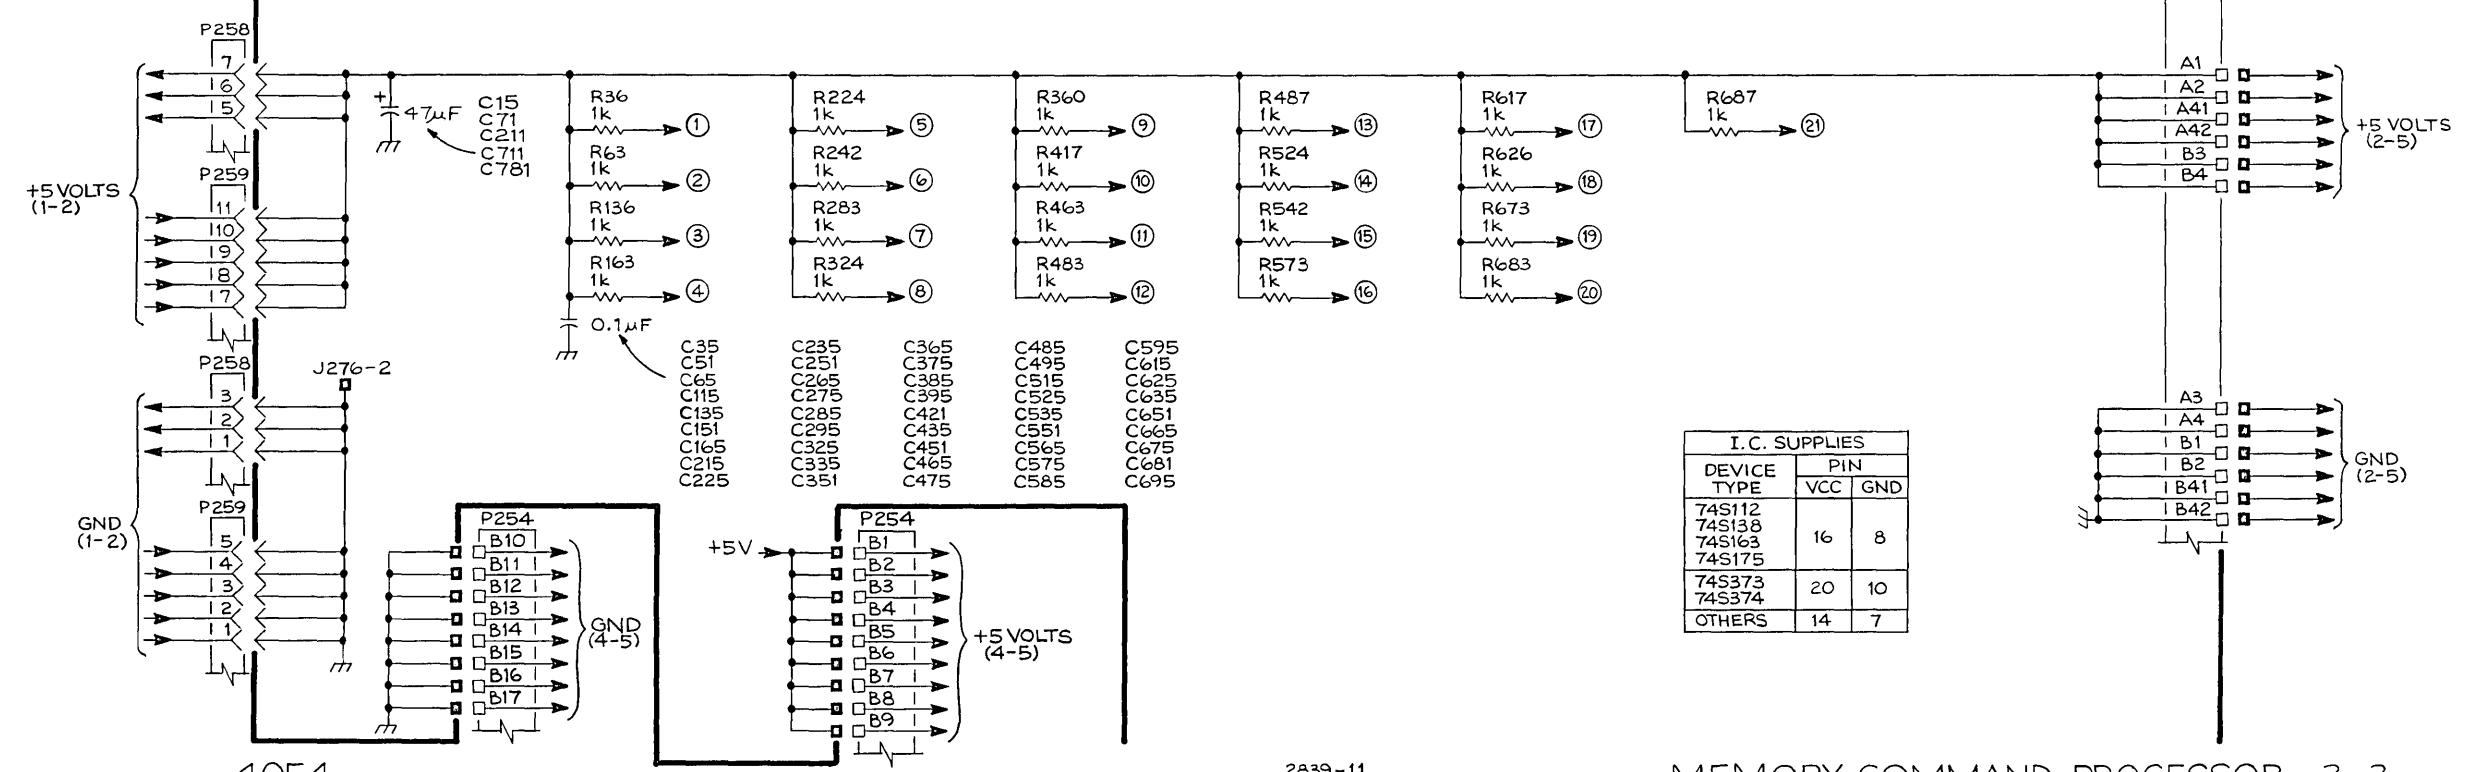 P258
7
6
5
+5 VOLTS
(1-2)
P259
11
10
9
8
7
+
47µF
C15
C71
C211
C711
C781
R36
1k
1
R63
1k
2
R136
1k
3
R163
1k
4
0.1µF
R224
1k
5
R242
1k
6
R283
1k
7
R324
1k
8
R360
1k
9
R417
1k
10
R463
1k
11
R483
1k
12
R487
1k
13
R524
1k
14
R542
1k
15
R573
1k
16
R617
1k
17
R626
1k
18
R673
1k
19
R683
1k
20
R687
1k
21
A1
A2
A41
A42
B3
B4
+5 VOLTS
(2-5)
C35 C235 C365 C485 C595
C51 C251 C375 C495 C615
C65 C265 C385 C515 C625
C115 C275 C395 C525 C635
C135 C285 C421 C535 C651
C151 C295 C435 C551 C665
C165 C325 C451 C565 C675
C215 C335 C465 C575 C681
C225 C351 C475 C585 C695
P258
J276-2
3
2
1
GND
(1-2)
P259
5
4
3
2
1
P254
B10
B11
B12
B13
B14
B15
B16
B17
GND
(4-5)
+5V
P254
B1
B2
B3
B4
B5
B6
B7
B8
B9
+5 VOLTS
(4-5)
I.C. SUPPLIES
DEVICE TYPE
PIN
VCC GND
74S112
74S138
74S163
74S175
16 8
74S373
74S374
20 10
OTHERS 14 7
A3
A4
B1
B2
B41
B42
GND
(2-5)
4054
2839-11
MEMORY COMMAND PROCESSOR